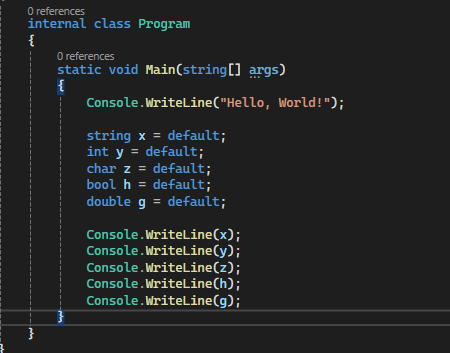 0 references
internal class Program
{
0 references
static void Main(string[] args)
{
Console.WriteLine("Hello, World!");
string x = default;
int y = default;
char z = default;
bool h = default;
double g = default;
Console.WriteLine(x);
Console.WriteLine(y);
Console.WriteLine(z);
Console.WriteLine(h);
Console.WriteLine(g);
}
}
}